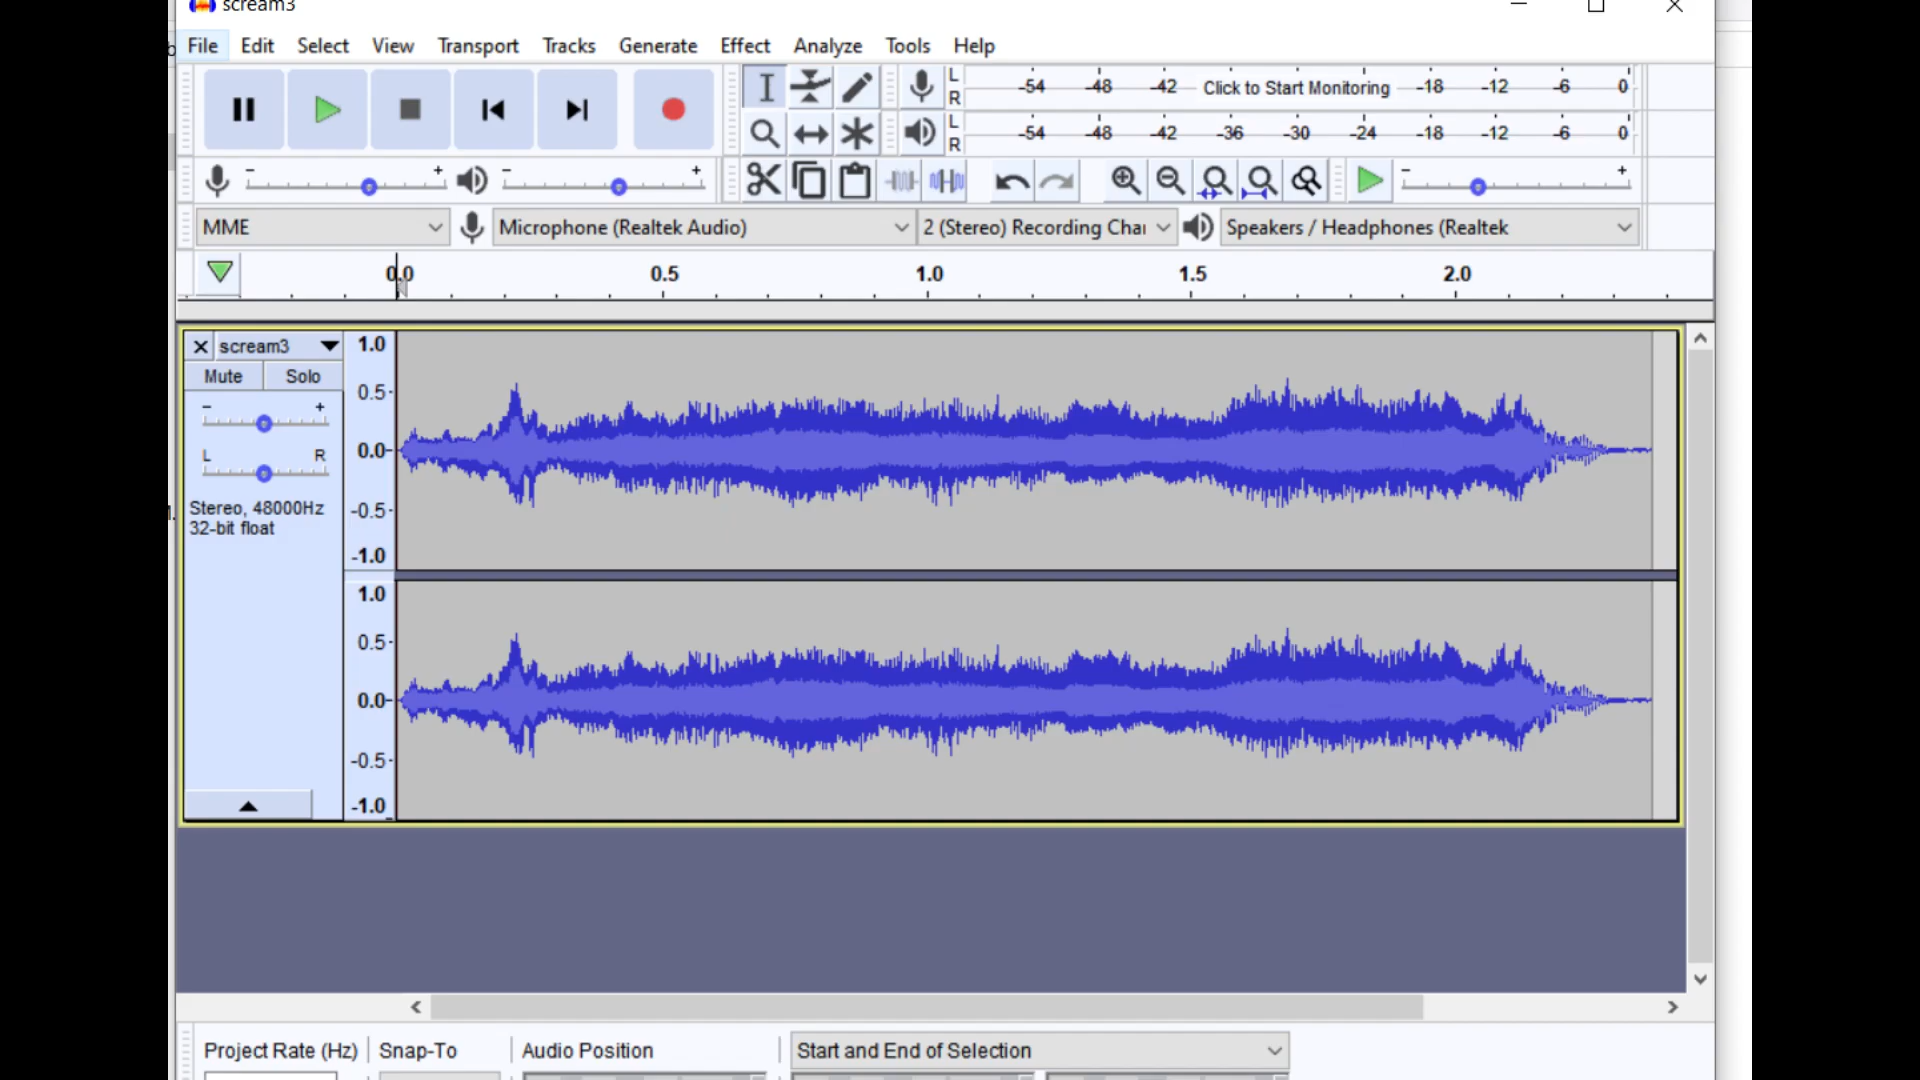 scream3
File Edit Select View Transport Tracks Generate Effect Analyze Tools Help
L R -54 -48 -42 Click to Start Monitoring -18 -12 -6 0
L R -54 -48 -42 -36 -30 -24 -18 -12 -6 0
- + - + - +
MME Microphone (Realtek Audio) 2 (Stereo) Recording Chai Speakers / Headphones (Realtek
0.0 0.5 1.0 1.5 2.0
scream3
Mute Solo
- +
L R
Stereo, 48000Hz
32-bit float
1.0
0.5
0.0
-0.5
-1.0
1.0
0.5
0.0
-0.5
-1.0
Project Rate (Hz) Snap-To Audio Position Start and End of Selection